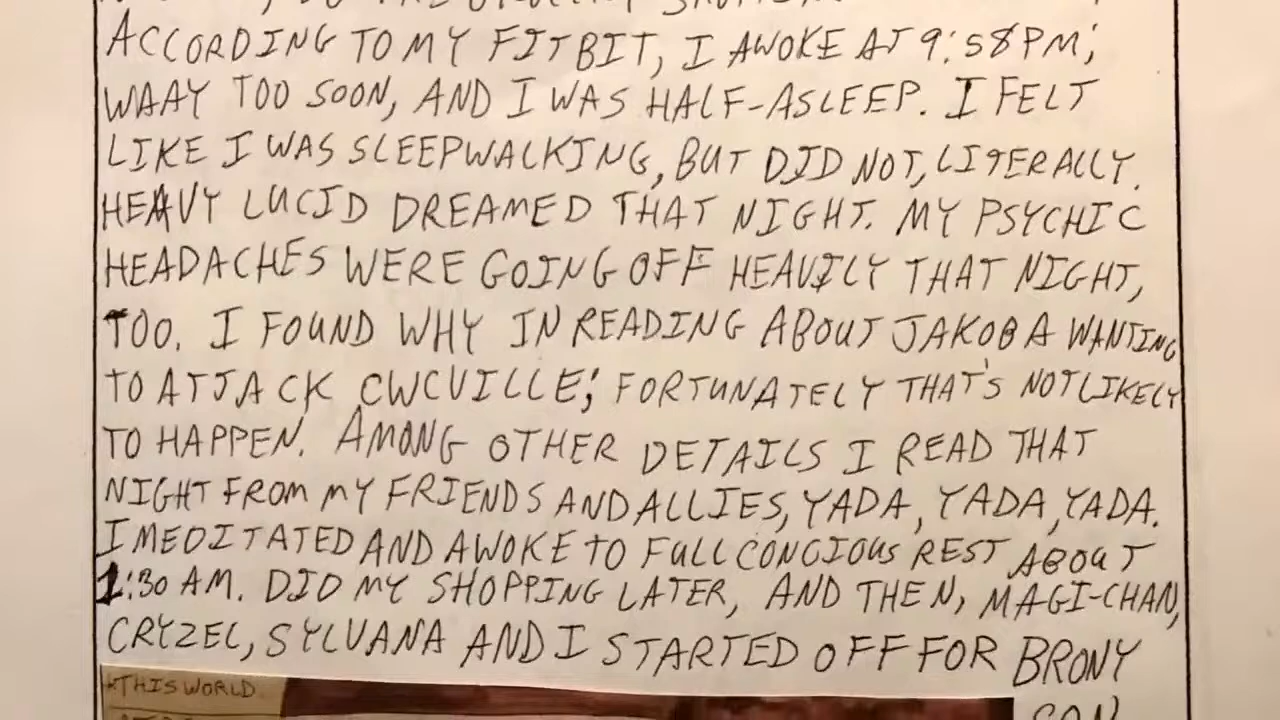 ACCORDING TO MY FITBIT, I AWOKE AT 9:58PM;
WAAY TOO SOON, AND I WAS HALF-ASLEEP. I FELT
LIKE I WAS SLEEPWALKING, BUT DID NOT, LITERALLY.
HEAVY LUCID DREAMED THAT NIGHT. MY PSYCHIC
HEADACHES WERE GOING OFF HEAVILY THAT NIGHT,
TOO. I FOUND WHY IN READING ABOUT JAKOB A WANTING
TO ATTACK CWCVILLE; FORTUNATELY THAT'S NOT LIKELY
TO HAPPEN. AMONG OTHER DETAILS I READ THAT
NIGHT FROM MY FRIENDS AND ALLIES, YADA, YADA, YADA.
I MEDITATED AND AWOKE TO FULL CONCIOUS REST ABOUT
1:30 AM. DID MY SHOPPING LATER, AND THEN, MAGI-CHAN,
CRYZEL, SYLVANA AND I STARTED OFF FOR BRONY
*THIS WORLD
CON